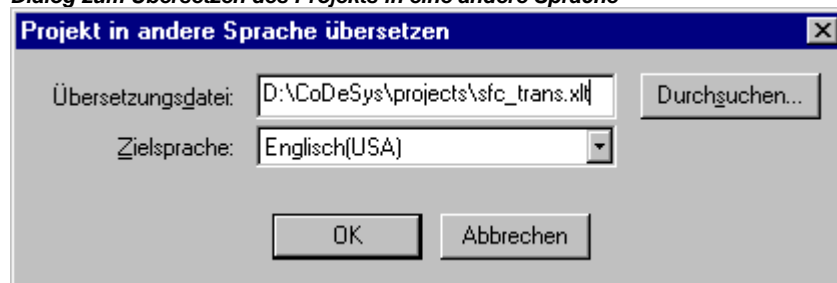 Dialog zum Übersetzen des Projekts in eine andere Sprache
Projekt in andere Sprache übersetzen
Übersetzungsdatei: D:\CoDeSys\projects\sfc_trans.xlt Durchsuchen...
Zielsprache: Englisch(USA)
OK Abbrechen